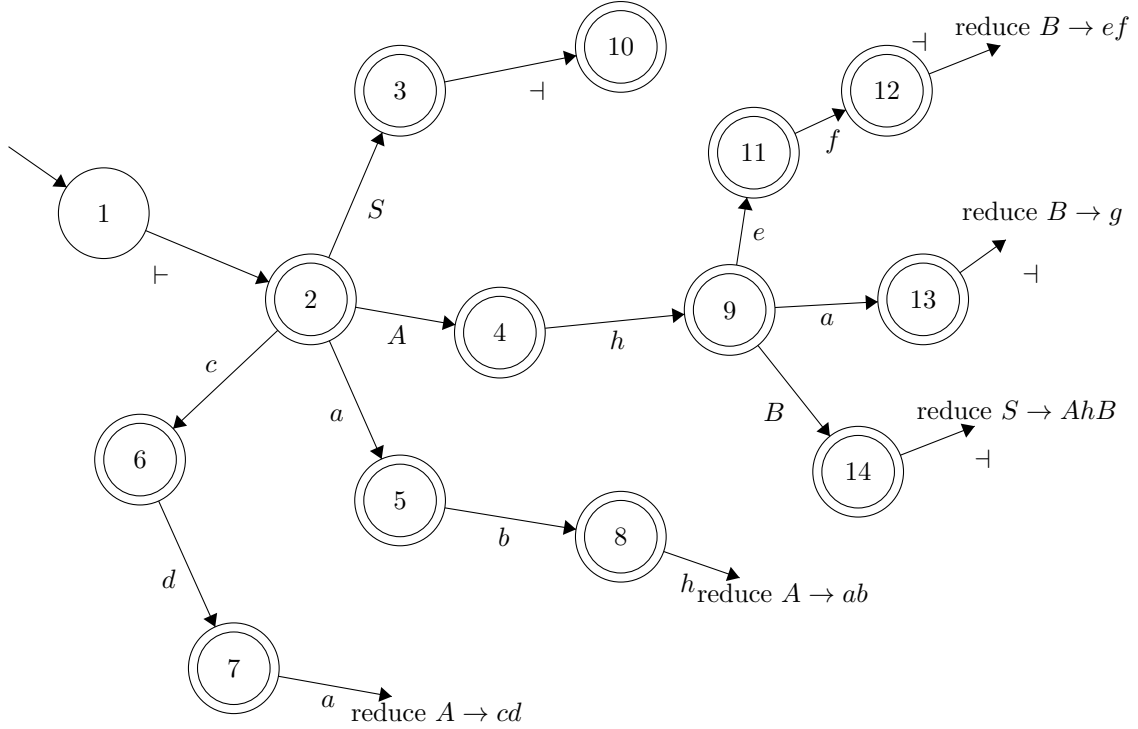 10
⊣
reduce B → ef
3
⊣
12
11
f
1
S
e
reduce B → g
⊢
2
A
4
h
9
a
13
⊣
c
a
B
reduce S → AhB
6
5
14
⊣
b
8
d
h
reduce A → ab
7
a
reduce A → cd